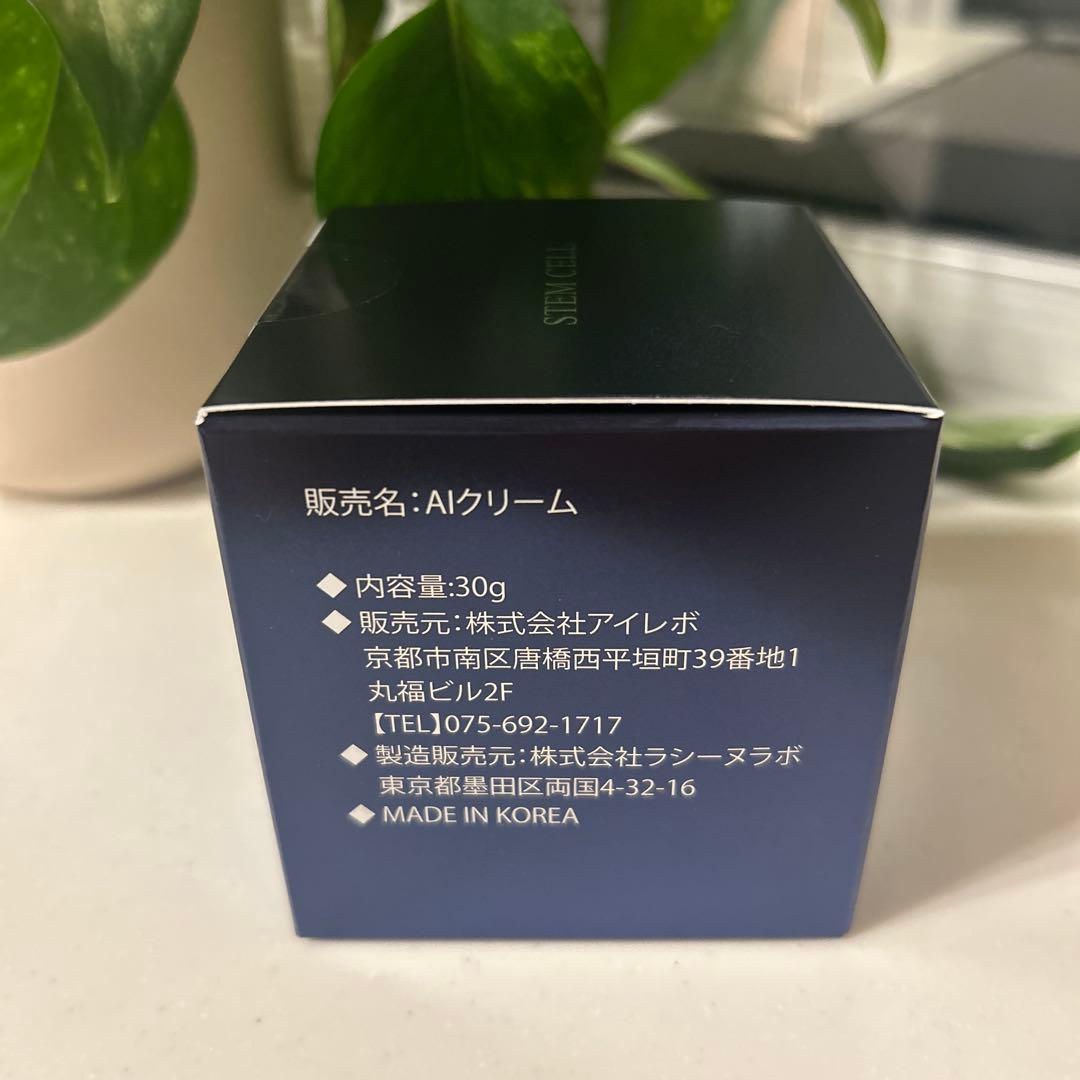 STEM CELL
販売名：AIクリーム
◆ 内容量:30g
◆ 販売元：株式会社アイレボ
京都市南区唐橋西平垣町39番地1
丸福ビル2F
【TEL】075-692-1717
◆ 製造販売元：株式会社ラシーヌラボ
東京都墨田区両国4-32-16
◆ MADE IN KOREA